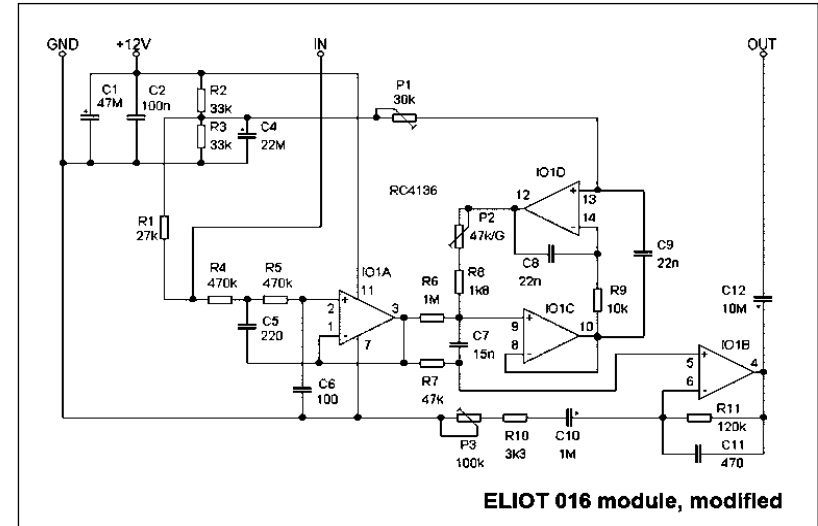 GND
+12V
IN
OUT
C1
47M
C2
100n
R2
33k
R3
33k
C4
22M
P1
30k
RC4136
R1
27k
IO1D
12
13
14
+
-
P2
47k/G
C8
22n
C9
22n
R8
1k8
R9
10k
C12
10M
R4
470k
R5
470k
IO1A
11
2
3
1
7
+
-
C5
220
C6
100
R6
1M
R7
47k
C7
15n
IO1C
9
10
8
+
-
IO1B
5
4
6
+
-
P3
100k
R10
3k3
C10
1M
R11
120k
C11
470
ELIOT 016 module, modified